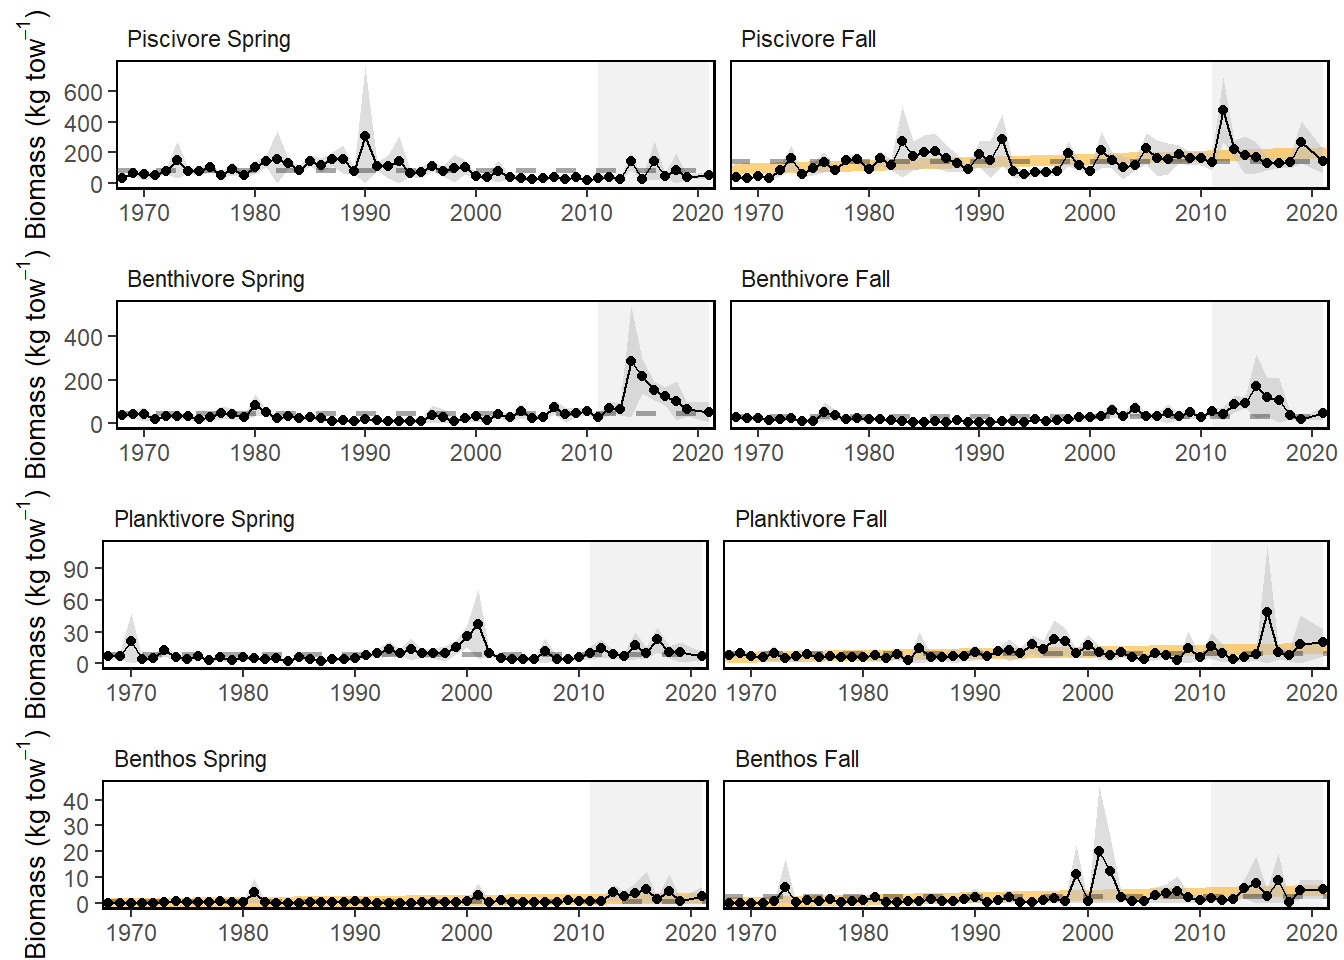 Piscivore Spring
Piscivore Fall
Biomass (kg tow⁻¹)
600
400
200
0
1970 1980 1990 2000 2010 2020
1970 1980 1990 2000 2010 2020
Benthivore Spring
Benthivore Fall
Biomass (kg tow⁻¹)
400
200
0
1970 1980 1990 2000 2010 2020
1970 1980 1990 2000 2010 2020
Planktivore Spring
Planktivore Fall
Biomass (kg tow⁻¹)
90
60
30
0
1970 1980 1990 2000 2010 2020
1970 1980 1990 2000 2010 2020
Benthos Spring
Benthos Fall
Biomass (kg tow⁻¹)
40
30
20
10
0
1970 1980 1990 2000 2010 2020
1970 1980 1990 2000 2010 2020